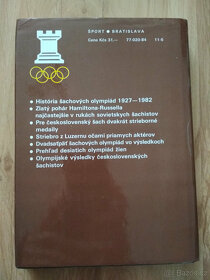 ŠPORT • BRATISLAVA
Cena Kčs 31.— 77-020-84 11-6
• História šachových olympiád 1927—1982
• Zlatý pohár Hamiltona-Russella
najčastejšie v rukách sovietskych šachistov
• Pre československý šach dvakrát strieborné
medaily
• Striebro z Luzernu očami priamych aktérov
• Dvadsaťpäť šachových olympiád vo výsledkoch
• Prehľad desiatich olympiád žien
• Olympijské výsledky československých
šachistov